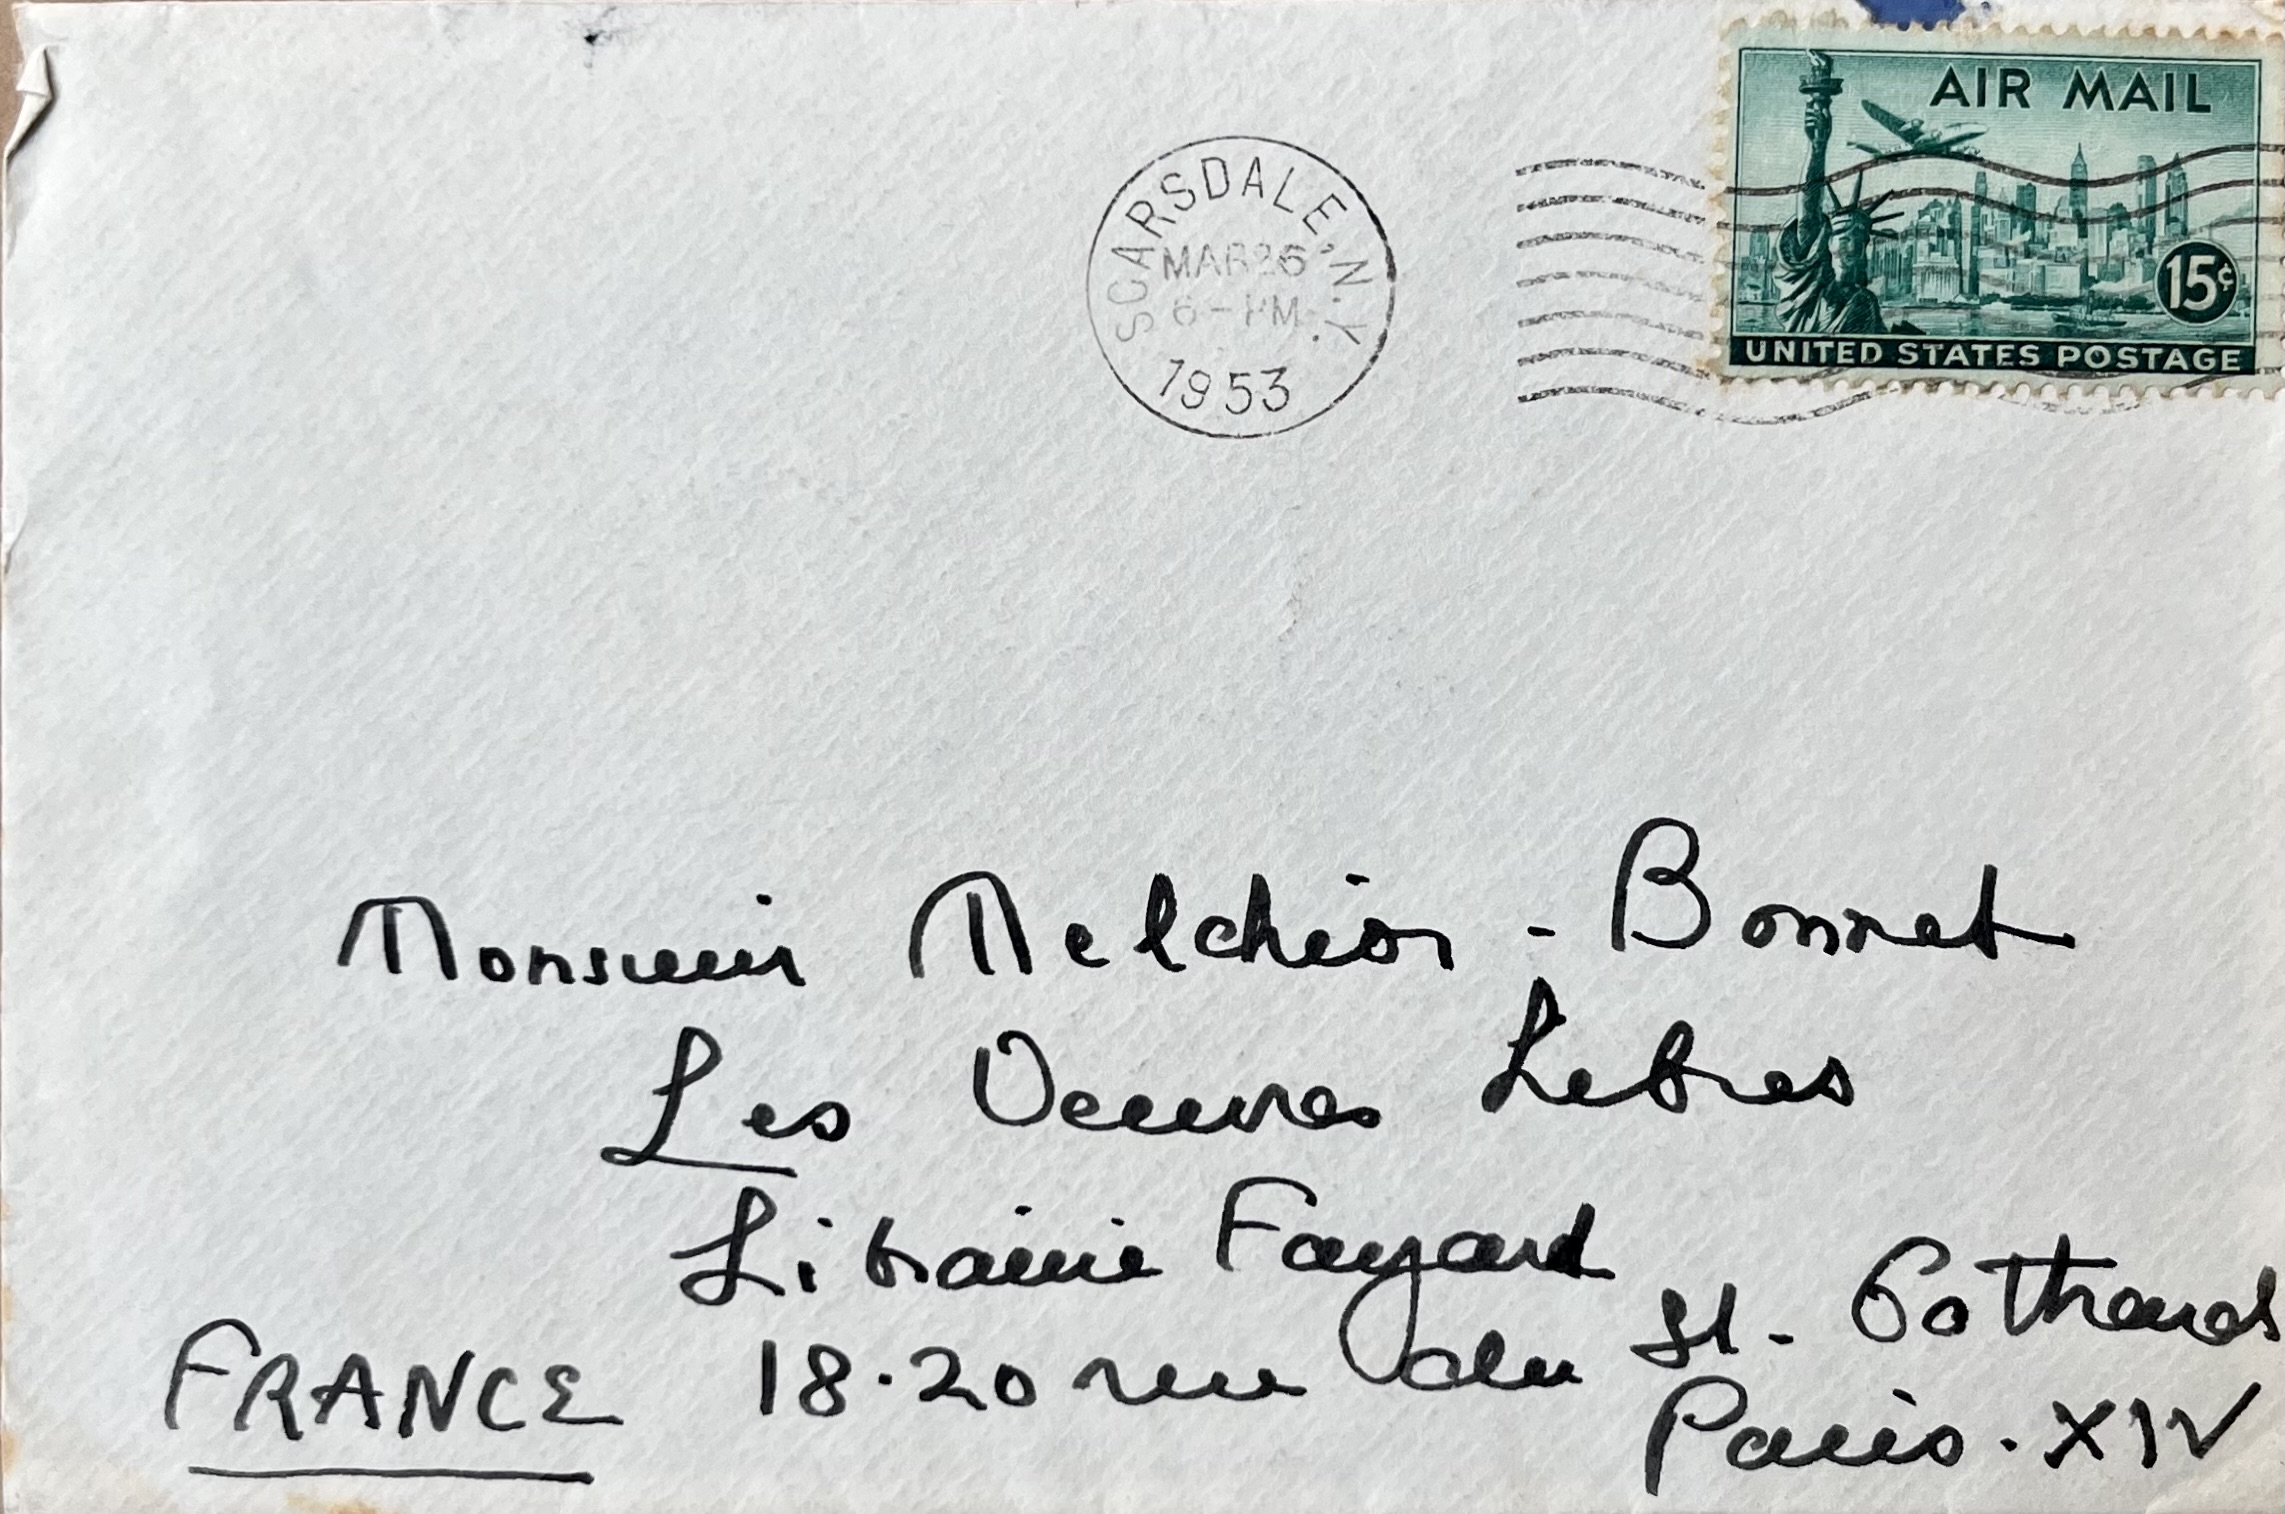 AIR MAIL
15¢
UNITED STATES POSTAGE
SCARSDALE, N.Y.
MAR 26
6-PM
1953
Monsieur Melchior-Bonnet
Les Oeuvres Libres
Librairie Fayard
18.20 rue du St-Gothard
Paris.XIV
FRANCE